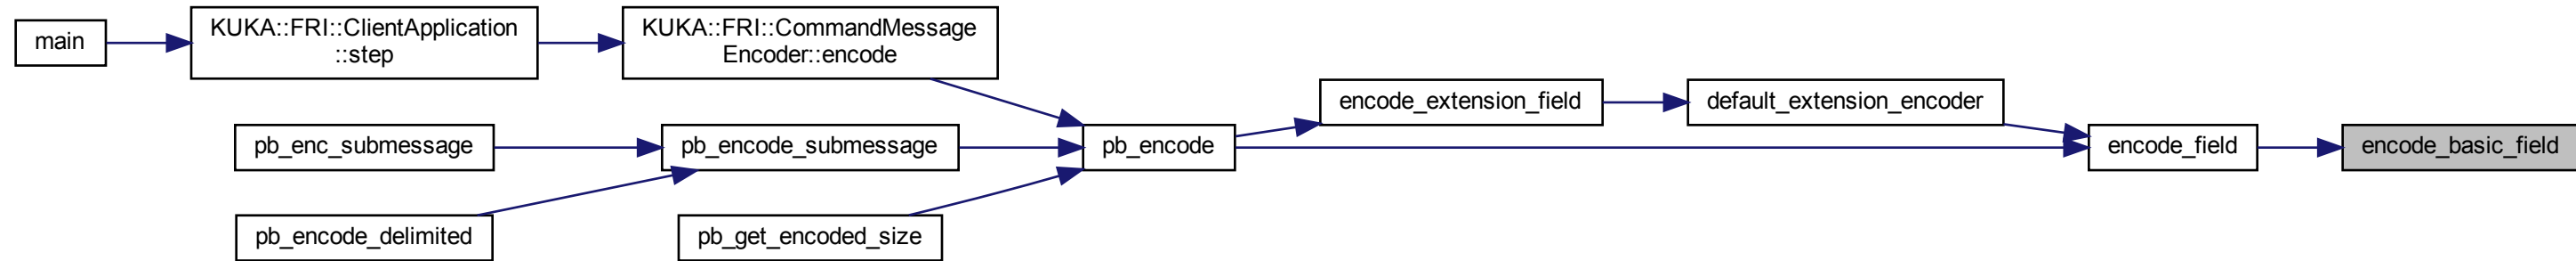 main
KUKA::FRI::ClientApplication
::step
KUKA::FRI::CommandMessage
Encoder::encode
encode_extension_field
default_extension_encoder
pb_enc_submessage
pb_encode_submessage
pb_encode
encode_field
encode_basic_field
pb_encode_delimited
pb_get_encoded_size